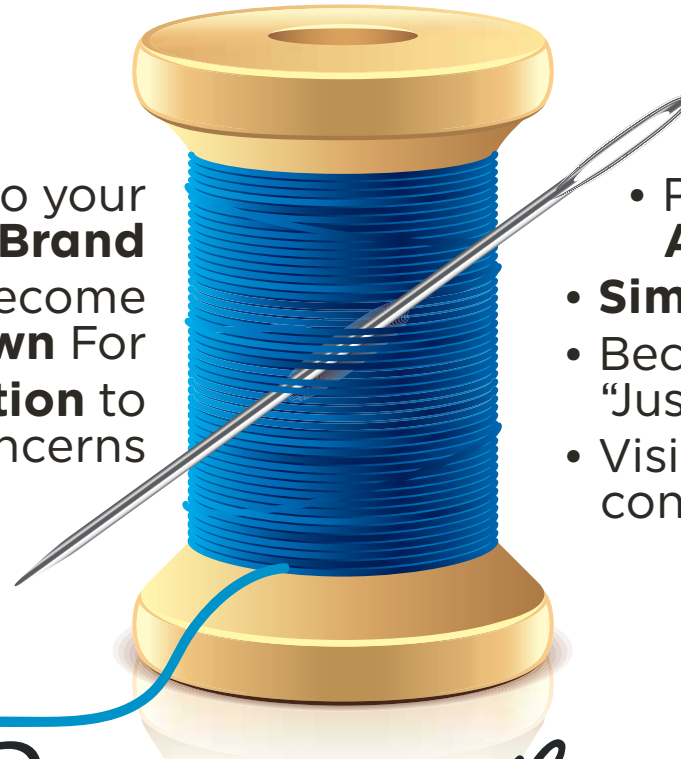 o your
Brand
ecome
wn For
tion to
ncerns
• P
A
• Sim
• Bec
“Jus
• Visi
con